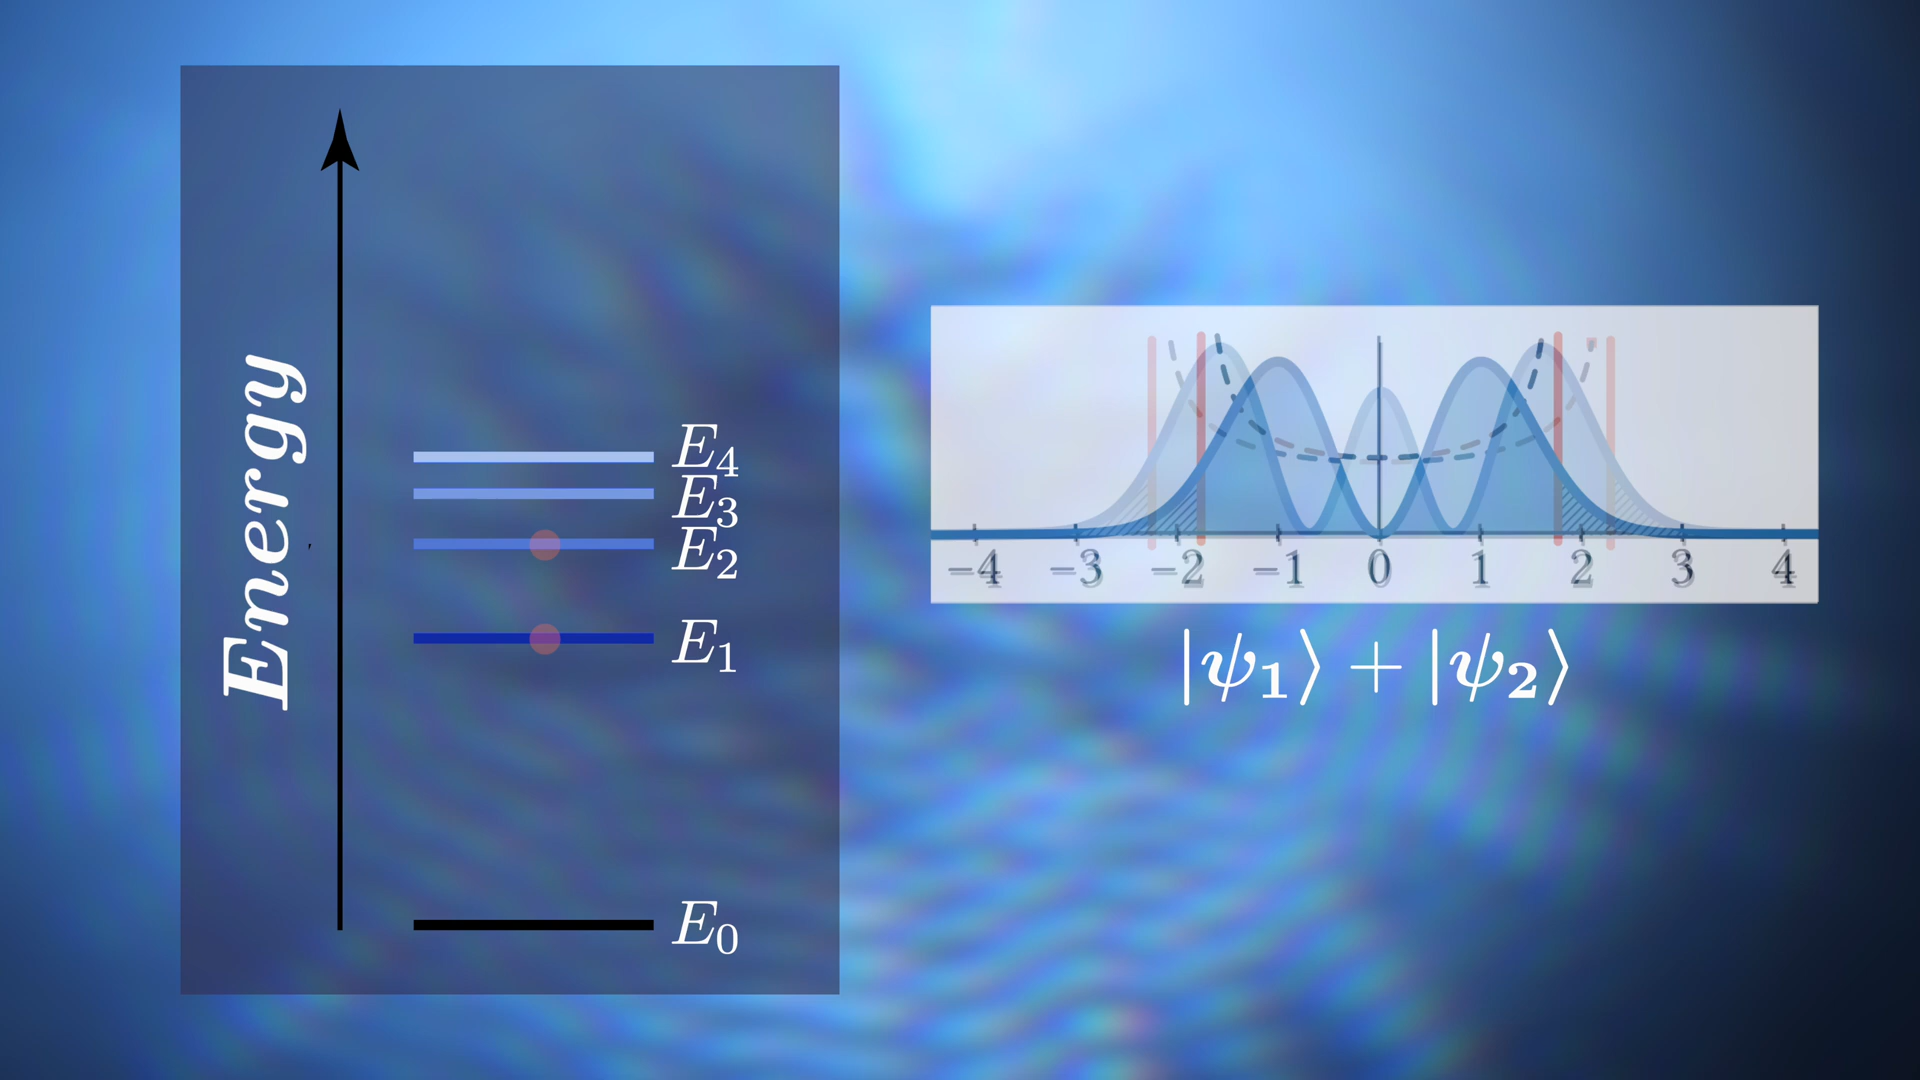 Energy
E₄
E₃
E₂
E₁
E₀
−4 −3 −2 −1 0 1 2 3 4
|ψ₁⟩ + |ψ₂⟩